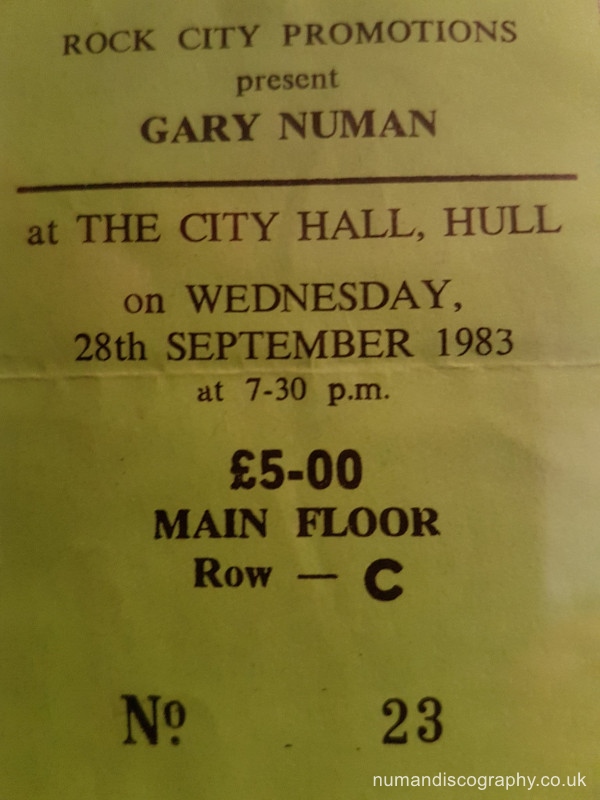 ROCK CITY PROMOTIONS
present
GARY NUMAN
at THE CITY HALL, HULL
on WEDNESDAY,
28th SEPTEMBER 1983
at 7-30 p.m.
£5-00
MAIN FLOOR
Row — C
Nº 23
numandiscography.co.uk